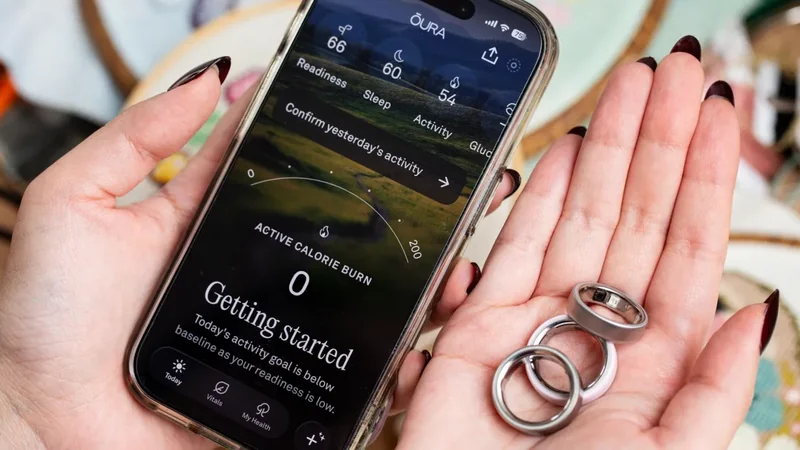 ŌURA
66
Readiness
60
Sleep
54
Activity
Gluc
Confirm yesterday's activity
0
200
ACTIVE CALORIE BURN
0
Getting started
Today's activity goal is below
baseline as your readiness is low.
Today
Vitals
My Health